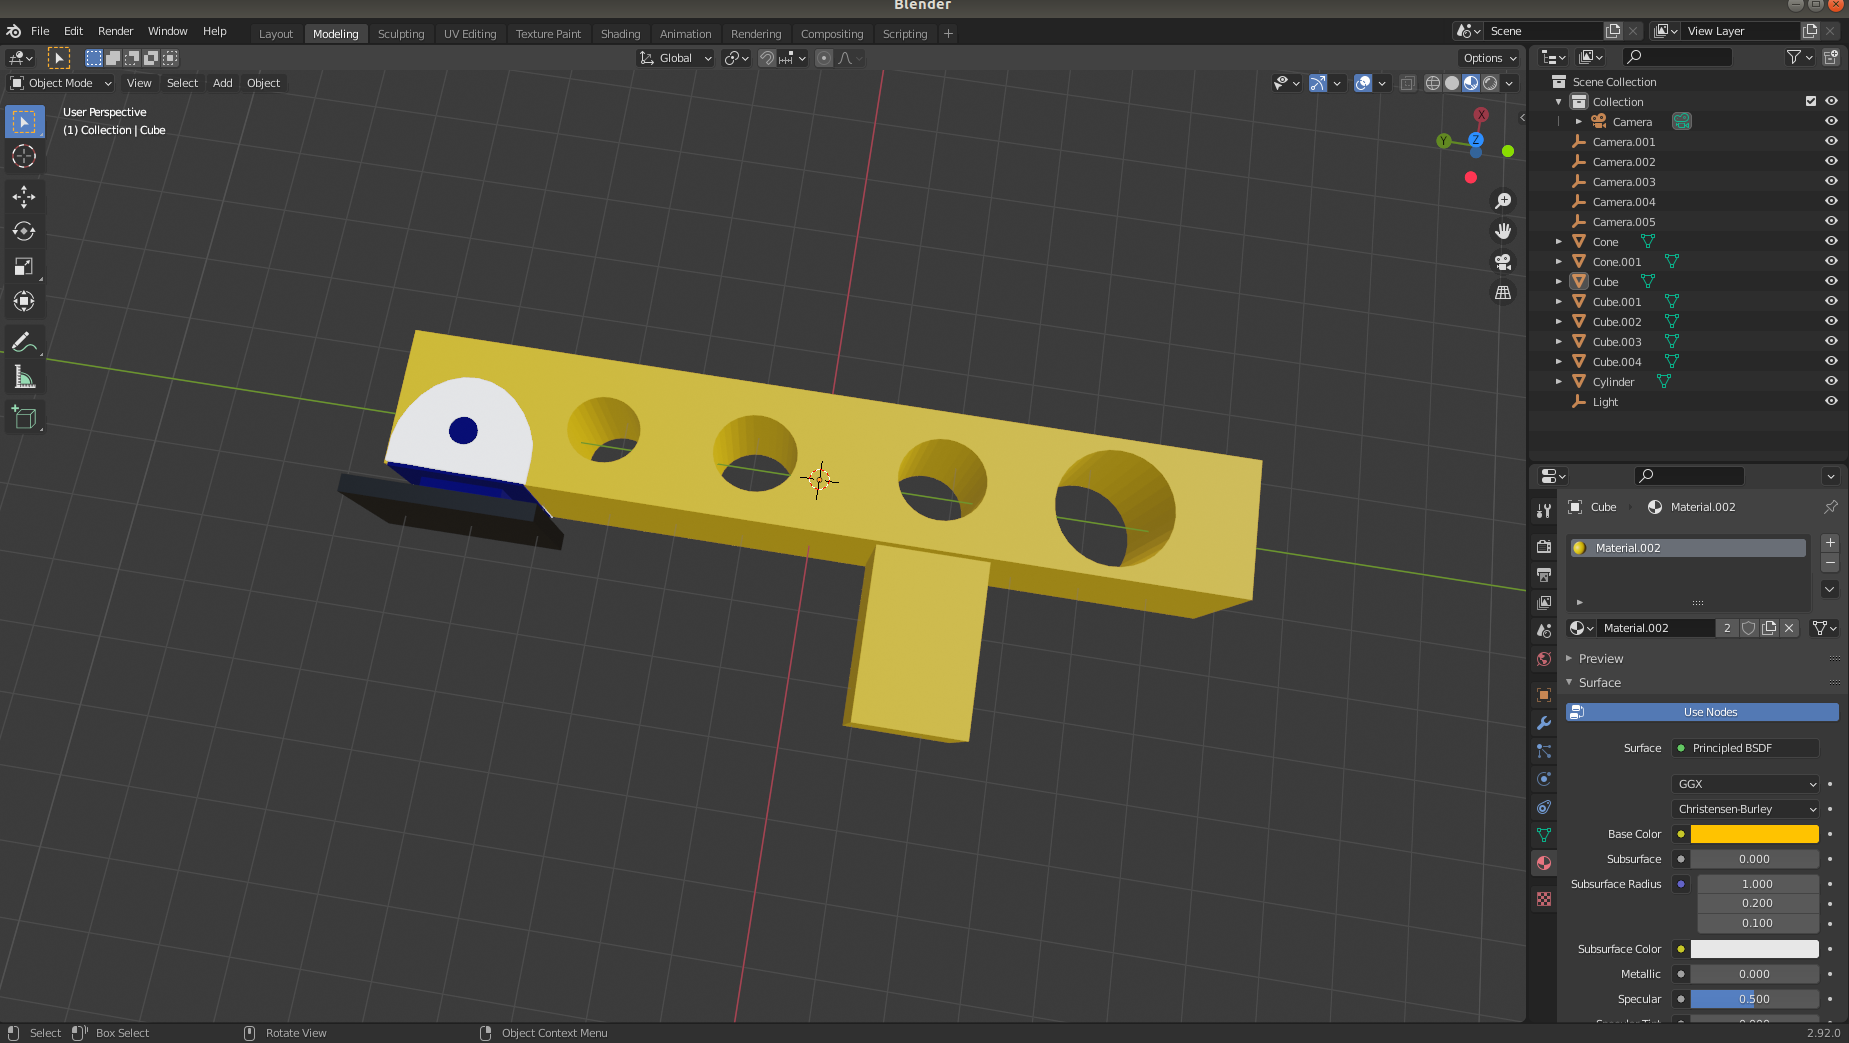 Blender
File Edit Render Window Help
Layout Modeling Sculpting UV Editing Texture Paint Shading Animation Rendering Compositing Scripting +
Scene
View Layer
Global
Options
Object Mode View Select Add Object
User Perspective
(1) Collection | Cube
X
Y
Z
Scene Collection
Collection
Camera
Camera.001
Camera.002
Camera.003
Camera.004
Camera.005
Cone
Cone.001
Cube
Cube.001
Cube.002
Cube.003
Cube.004
Cylinder
Light
Cube Material.002
Material.002
Material.002 2
Preview
Surface
Use Nodes
Surface Principled BSDF
GGX
Christensen-Burley
Base Color
Subsurface 0.000
Subsurface Radius 1.000
0.200
0.100
Subsurface Color
Metallic 0.000
Specular 0.500
Select Box Select Rotate View Object Context Menu 2.92.0